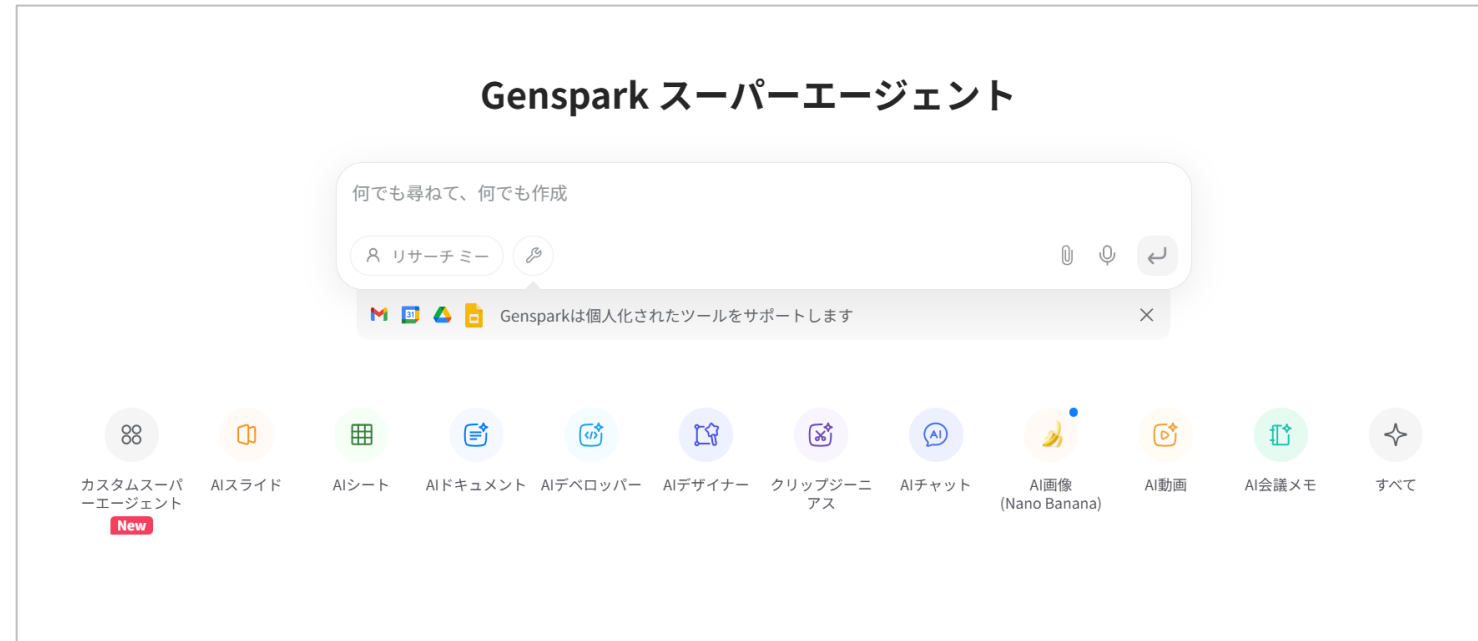 Genspark スーパーエージェント
何でも尋ねて、何でも作成
リサーチ ミー
31
Gensparkは個人化されたツールをサポートします
カスタムスーパ
ーエージェント
New
AIスライド
AIシート
AIドキュメント
AIデベロッパー
AIデザイナー
クリップジーニ
アス
AI
AIチャット
AI画像
(Nano Banana)
AI動画
AI会議メモ
すべて